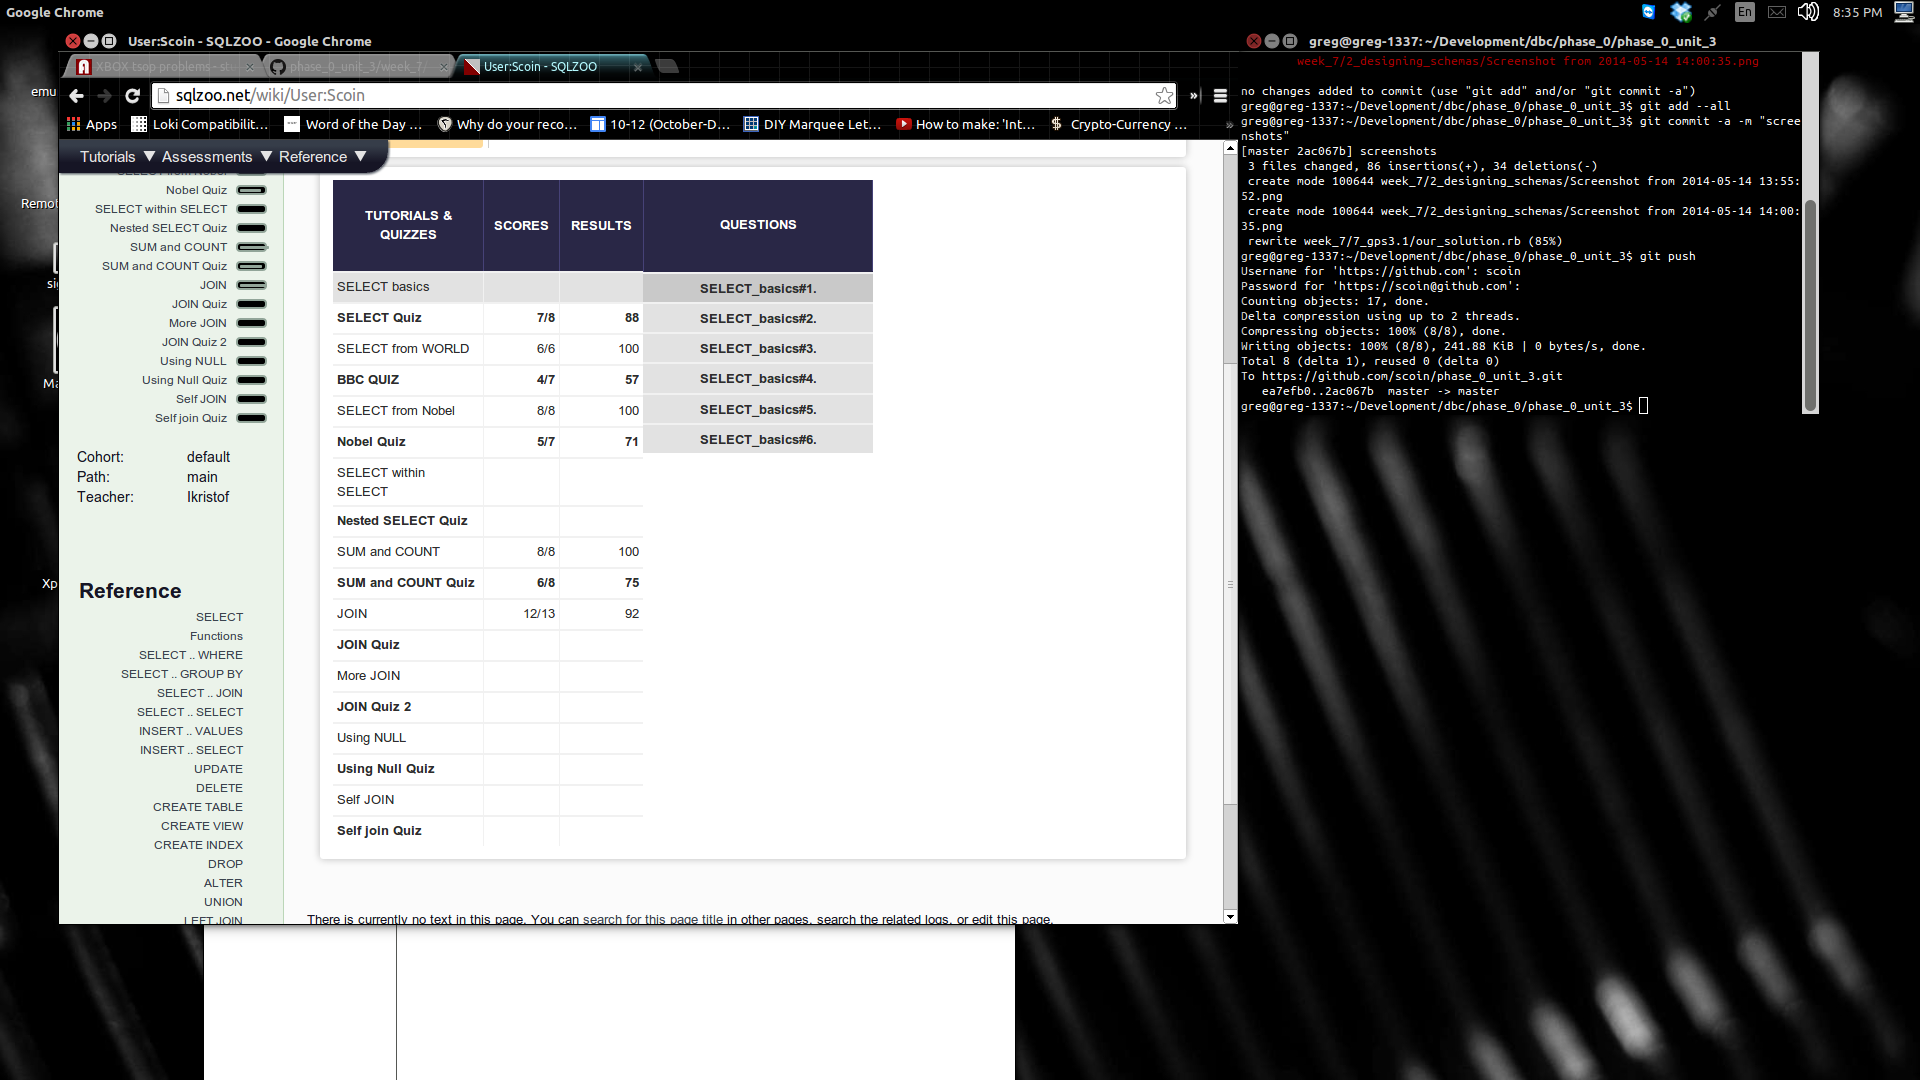 Google Chrome
En
8:35 PM
User:Scoin - SQLZOO - Google Chrome
XBOX tsop problems - st
phase_0_unit_3/week_7/
User:Scoin - SQLZOO
sqlzoo.net/wiki/User:Scoin
Apps
Loki Compatibilit...
Word of the Day ...
Why do your reco...
10-12 (October-D...
DIY Marquee Let...
How to make: 'Int...
Crypto-Currency ...
Tutorials ▼ Assessments ▼ Reference ▼
SELECT from Nobel
Nobel Quiz
SELECT within SELECT
Nested SELECT Quiz
SUM and COUNT
SUM and COUNT Quiz
JOIN
JOIN Quiz
More JOIN
JOIN Quiz 2
Using NULL
Using Null Quiz
Self JOIN
Self join Quiz
Cohort: default
Path: main
Teacher: lkristof
Reference
SELECT
Functions
SELECT .. WHERE
SELECT .. GROUP BY
SELECT .. JOIN
SELECT .. SELECT
INSERT .. VALUES
INSERT .. SELECT
UPDATE
DELETE
CREATE TABLE
CREATE VIEW
CREATE INDEX
DROP
ALTER
UNION
LEFT JOIN
TUTORIALS & QUIZZES SCORES RESULTS QUESTIONS
SELECT basics
SELECT Quiz 7/8 88
SELECT from WORLD 6/6 100
BBC QUIZ 4/7 57
SELECT from Nobel 8/8 100
Nobel Quiz 5/7 71
SELECT within
SELECT
Nested SELECT Quiz
SUM and COUNT 8/8 100
SUM and COUNT Quiz 6/8 75
JOIN 12/13 92
JOIN Quiz
More JOIN
JOIN Quiz 2
Using NULL
Using Null Quiz
Self JOIN
Self join Quiz
SELECT_basics#1.
SELECT_basics#2.
SELECT_basics#3.
SELECT_basics#4.
SELECT_basics#5.
SELECT_basics#6.
There is currently no text in this page. You can search for this page title in other pages, search the related logs, or edit this page.
emu
Remot
si
Ma
Xp
greg@greg-1337: ~/Development/dbc/phase_0/phase_0_unit_3
week_7/2_designing_schemas/Screenshot from 2014-05-14 14:00:35.png
no changes added to commit (use "git add" and/or "git commit -a")
greg@greg-1337:~/Development/dbc/phase_0/phase_0_unit_3$ git add --all
greg@greg-1337:~/Development/dbc/phase_0/phase_0_unit_3$ git commit -a -m "scree
nshots"
[master 2ac067b] screenshots
3 files changed, 86 insertions(+), 34 deletions(-)
create mode 100644 week_7/2_designing_schemas/Screenshot from 2014-05-14 13:55:
52.png
create mode 100644 week_7/2_designing_schemas/Screenshot from 2014-05-14 14:00:
35.png
rewrite week_7/7_gps3.1/our_solution.rb (85%)
greg@greg-1337:~/Development/dbc/phase_0/phase_0_unit_3$ git push
Username for 'https://github.com': scoin
Password for 'https://scoin@github.com':
Counting objects: 17, done.
Delta compression using up to 2 threads.
Compressing objects: 100% (8/8), done.
Writing objects: 100% (8/8), 241.88 KiB | 0 bytes/s, done.
Total 8 (delta 1), reused 0 (delta 0)
To https://github.com/scoin/phase_0_unit_3.git
ea7efb0..2ac067b master -> master
greg@greg-1337:~/Development/dbc/phase_0/phase_0_unit_3$